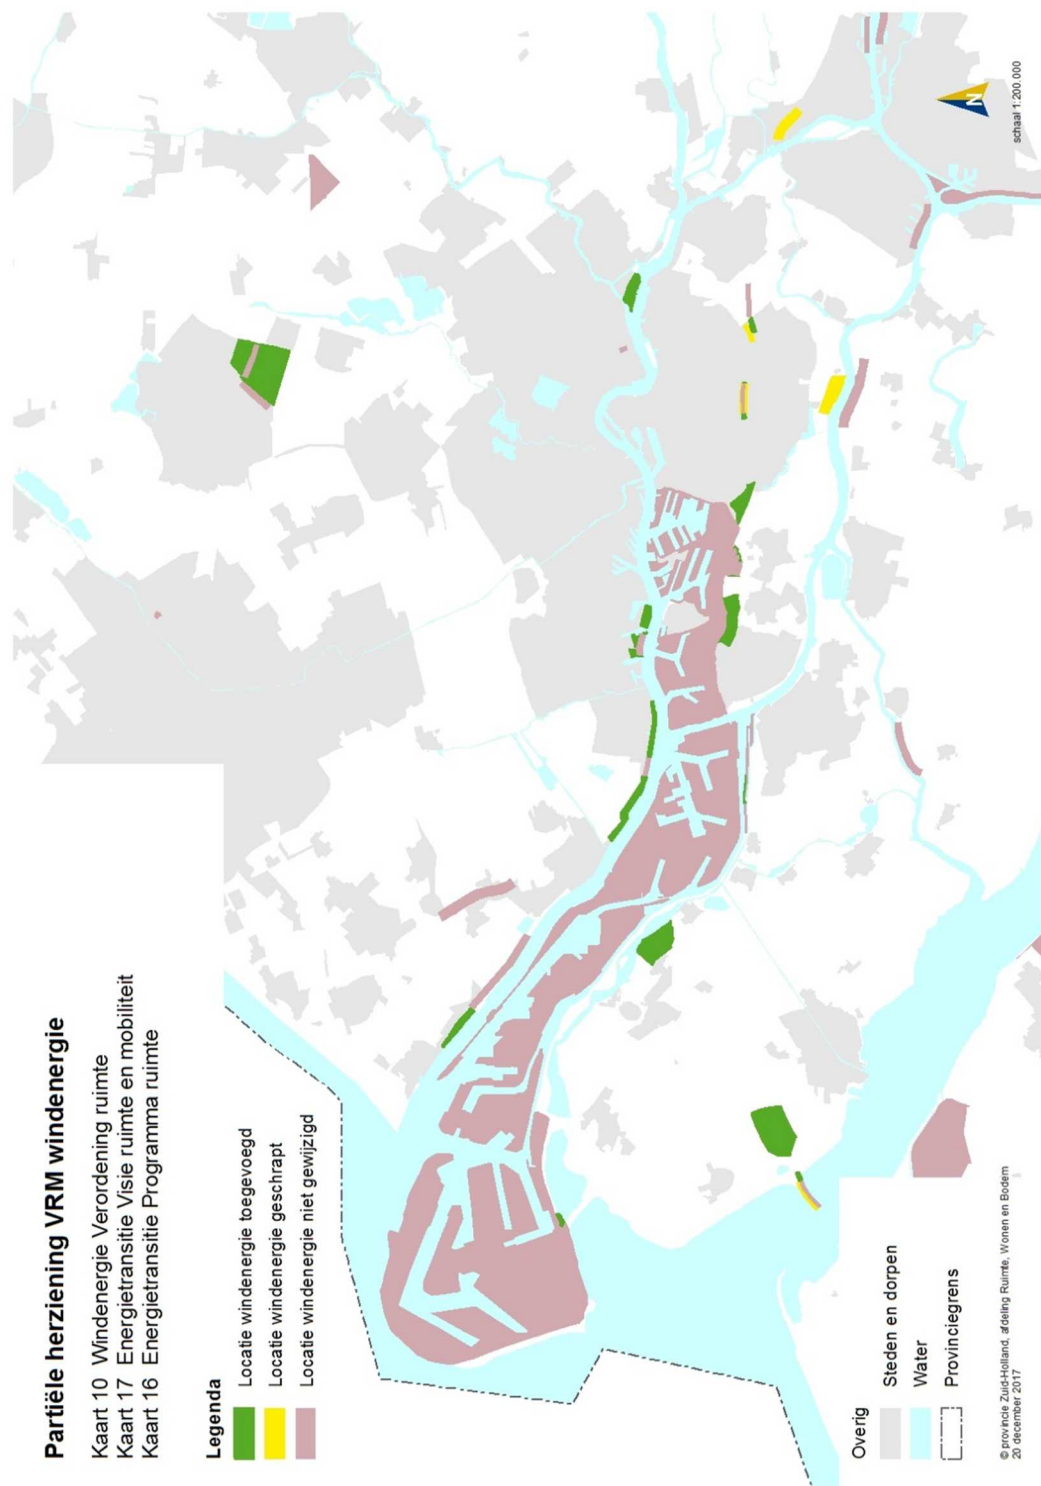 Partiële herziening VRM windenergie
Kaart 10 Windenergie Verordening ruimte
Kaart 17 Energietransitie Visie ruimte en mobiliteit
Kaart 16 Energietransitie Programma ruimte
Legenda
Locatie windenergie toegevoegd
Locatie windenergie geschrapt
Locatie windenergie niet gewijzigd
Overig
Steden en dorpen
Water
Provinciegrens
© provincie Zuid-Holland, afdeling Ruimte, Wonen en Bodem
20 december 2017
N
schaal 1:200.000